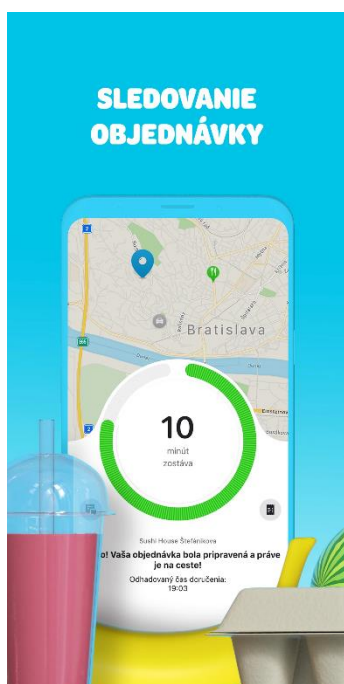 SLEDOVANIE
OBJEDNÁVKY
2
Bratislava
10
minút
zostáva
Sushi House Štefánikova
o! Vaša objednávka bola pripravená a práve
je na ceste!
Odhadovaný čas doručenia:
19:03